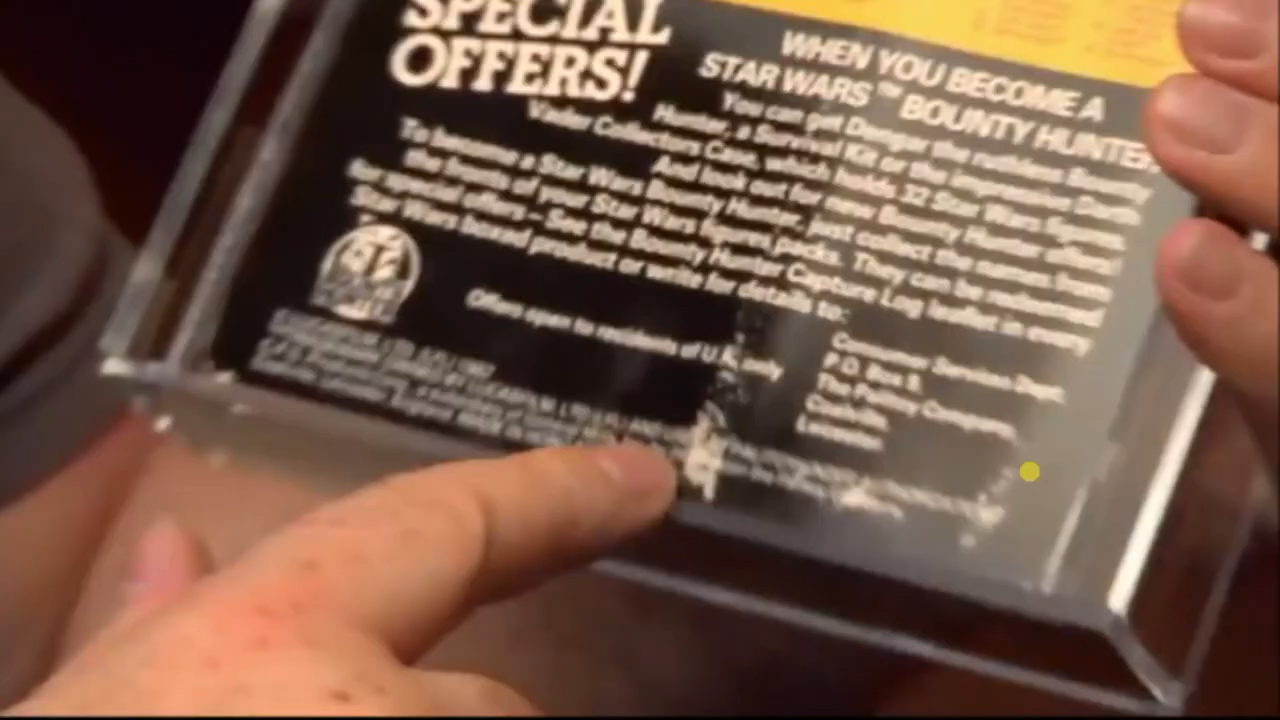 SPECIAL
OFFERS!
WHEN YOU BECOME A
STAR WARS™ BOUNTY HUNTER
You can get Dengar the ruthless Bounty
Hunter, a Survival Kit or the impressive Darth
Vader Collectors Case, which holds 32 Star Wars figures.
And look out for new Bounty Hunter offers!
To become a Star Wars Bounty Hunter, just collect the names from
the fronts of your Star Wars figures packs. They can be redeemed
for special offers – See the Bounty Hunter Capture Log leaflet in every
Star Wars boxed product or write for details to:
Offers open to residents of U.K. only
Consumer Services Dept.
P.O. Box
The Palitoy Company,
Coalville,
Leicester.